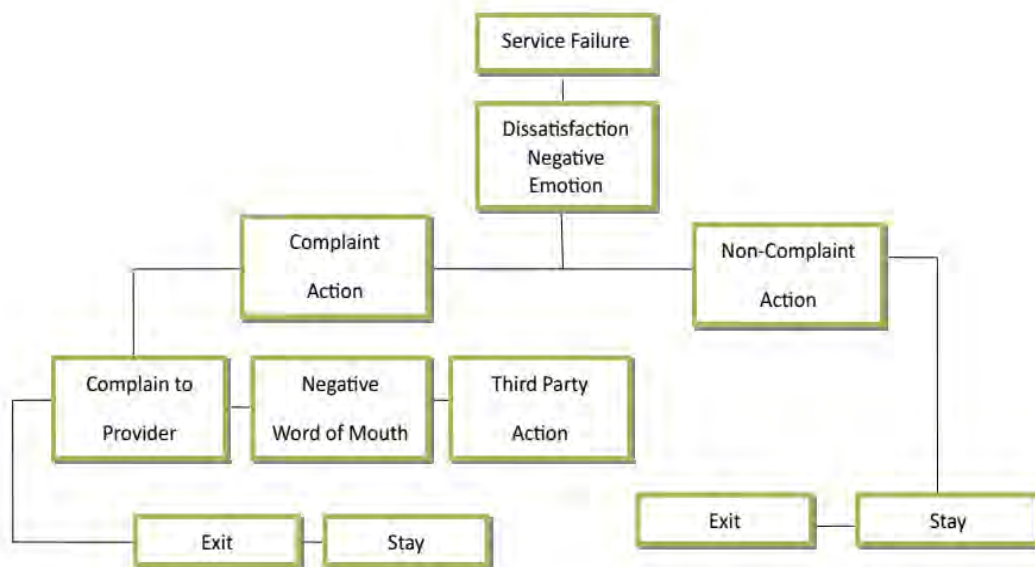 Service Failure
Dissatisfaction
Negative
Emotion
Complaint
Action
Non-Complaint
Action
Complain to
Provider
Negative
Word of Mouth
Third Party
Action
Exit
Stay
Exit
Stay